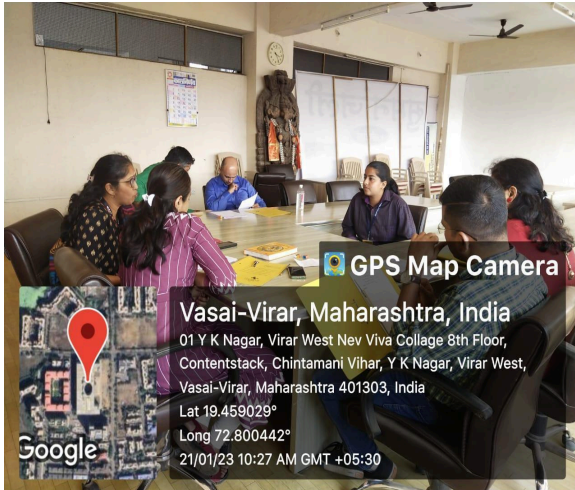 GPS Map Camera
Vasai-Virar, Maharashtra, India
01 Y K Nagar, Virar West Nev Viva Collage 8th Floor,
Contentstack, Chintamani Vihar, Y K Nagar, Virar West,
Vasai-Virar, Maharashtra 401303, India
Lat 19.459029°
Long 72.800442°
21/01/23 10:27 AM GMT +05:30
Google